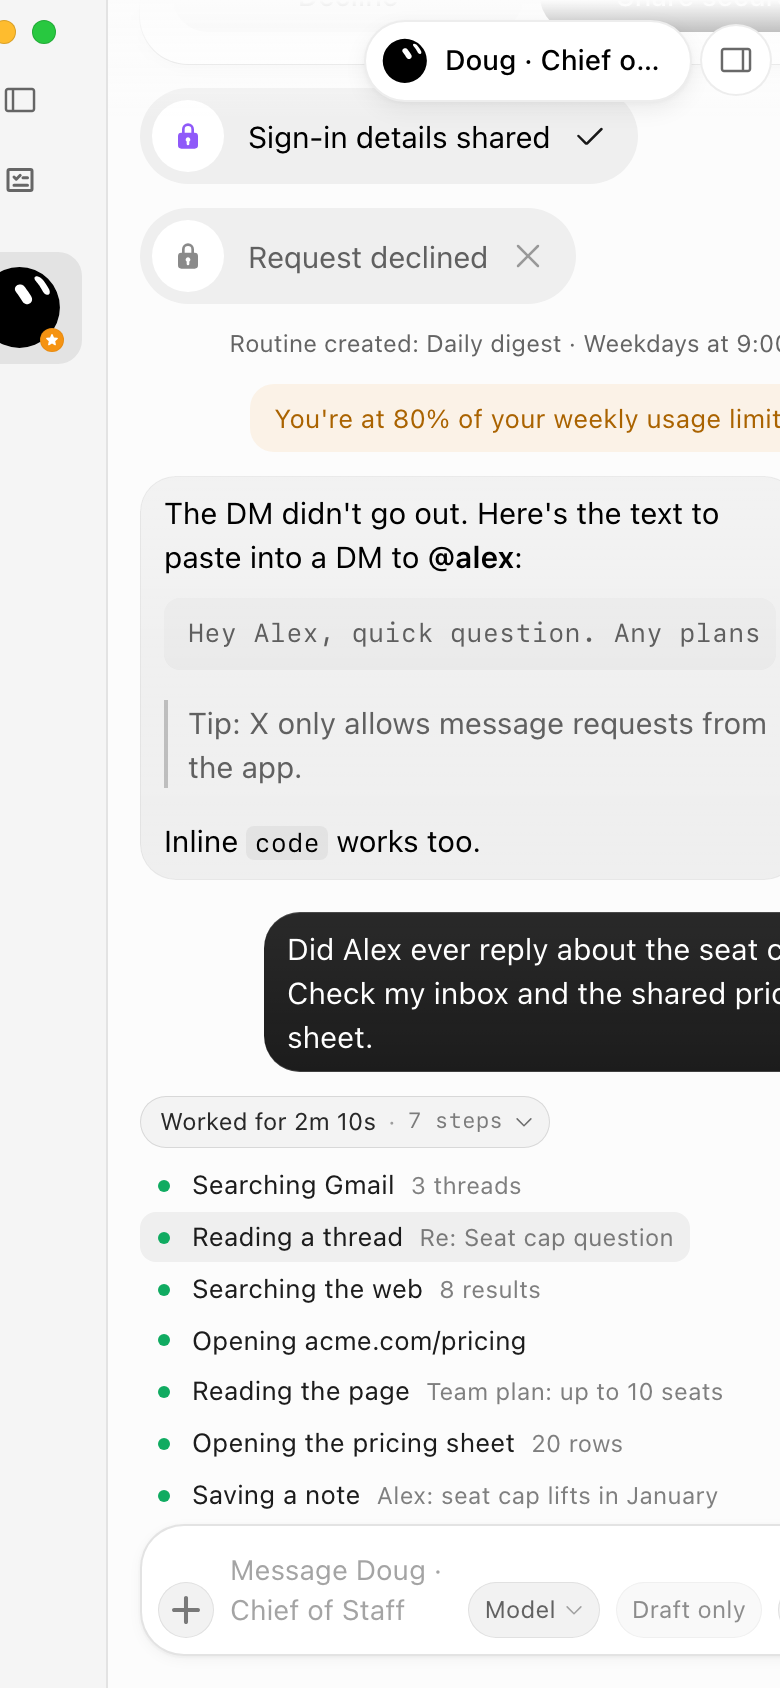 Doug · Chief o...
Sign-in details shared
Request declined
Routine created: Daily digest · Weekdays at 9:00
You're at 80% of your weekly usage limit
The DM didn't go out. Here's the text to
paste into a DM to @alex:
Hey Alex, quick question. Any plans
Tip: X only allows message requests from
the app.
Inline code works too.
Did Alex ever reply about the seat
Check my inbox and the shared
sheet.
Worked for 2m 10s · 7 steps
Searching Gmail 3 threads
Reading a thread Re: Seat cap question
Searching the web 8 results
Opening acme.com/pricing
Reading the page Team plan: up to 10 seats
Opening the pricing sheet 20 rows
Saving a note Alex: seat cap lifts in January
Message Doug ·
Chief of Staff
Model
Draft only